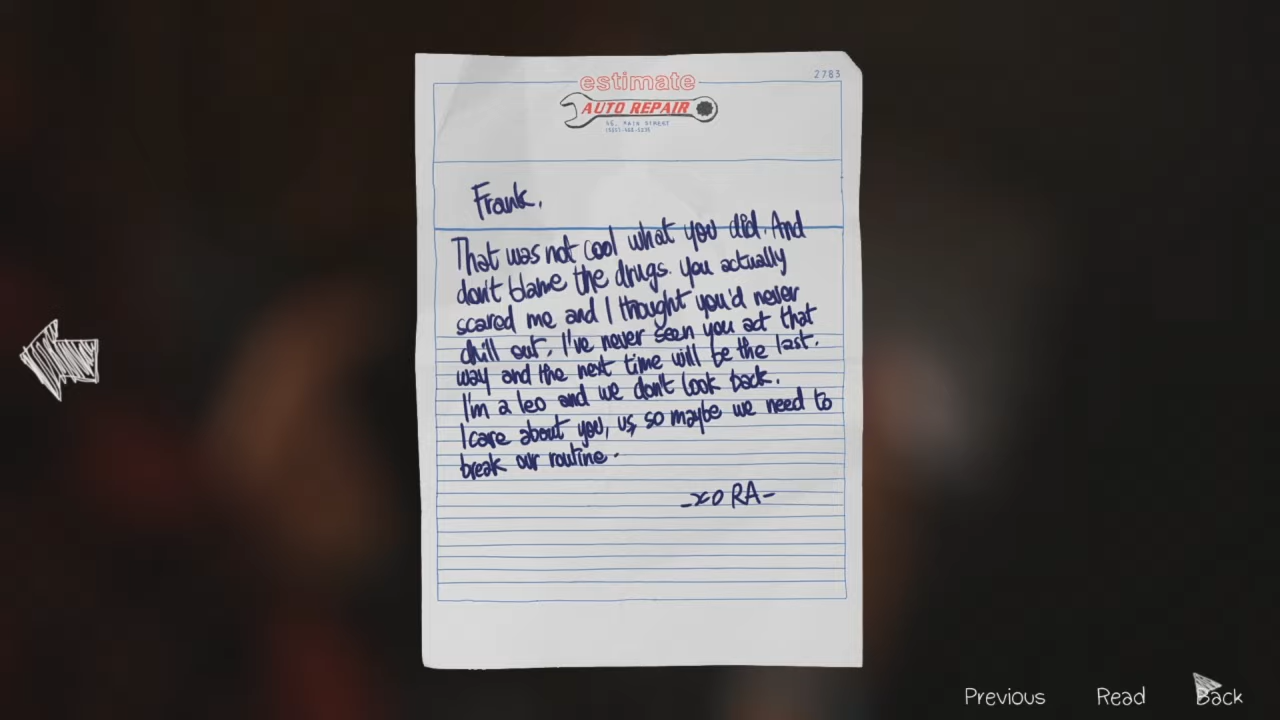 estimate
2783
AUTO REPAIR
Frank,
That was not cool what you did. And
don't blame the drugs. You actually
scared me and I thought you'd never
chill out. I've never seen you act that
way and the next time will be the last.
I'm a leo and we don't look back.
I care about you, us, so maybe we need to
break our routine.
-xo RA-
Previous
Read
Back